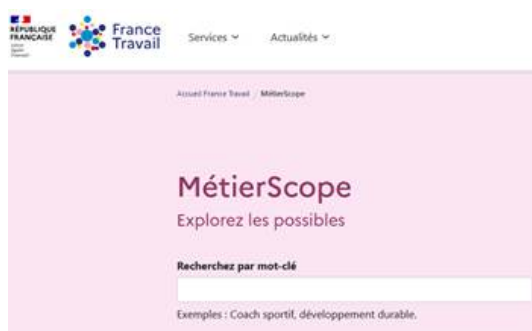 RÉPUBLIQUE
FRANÇAISE
France
Travail
Services
Actualités
Accueil France Travail / MétierScope
MétierScope
Explorez les possibles
Recherchez par mot-clé
Exemples : Coach sportif, développement durable.